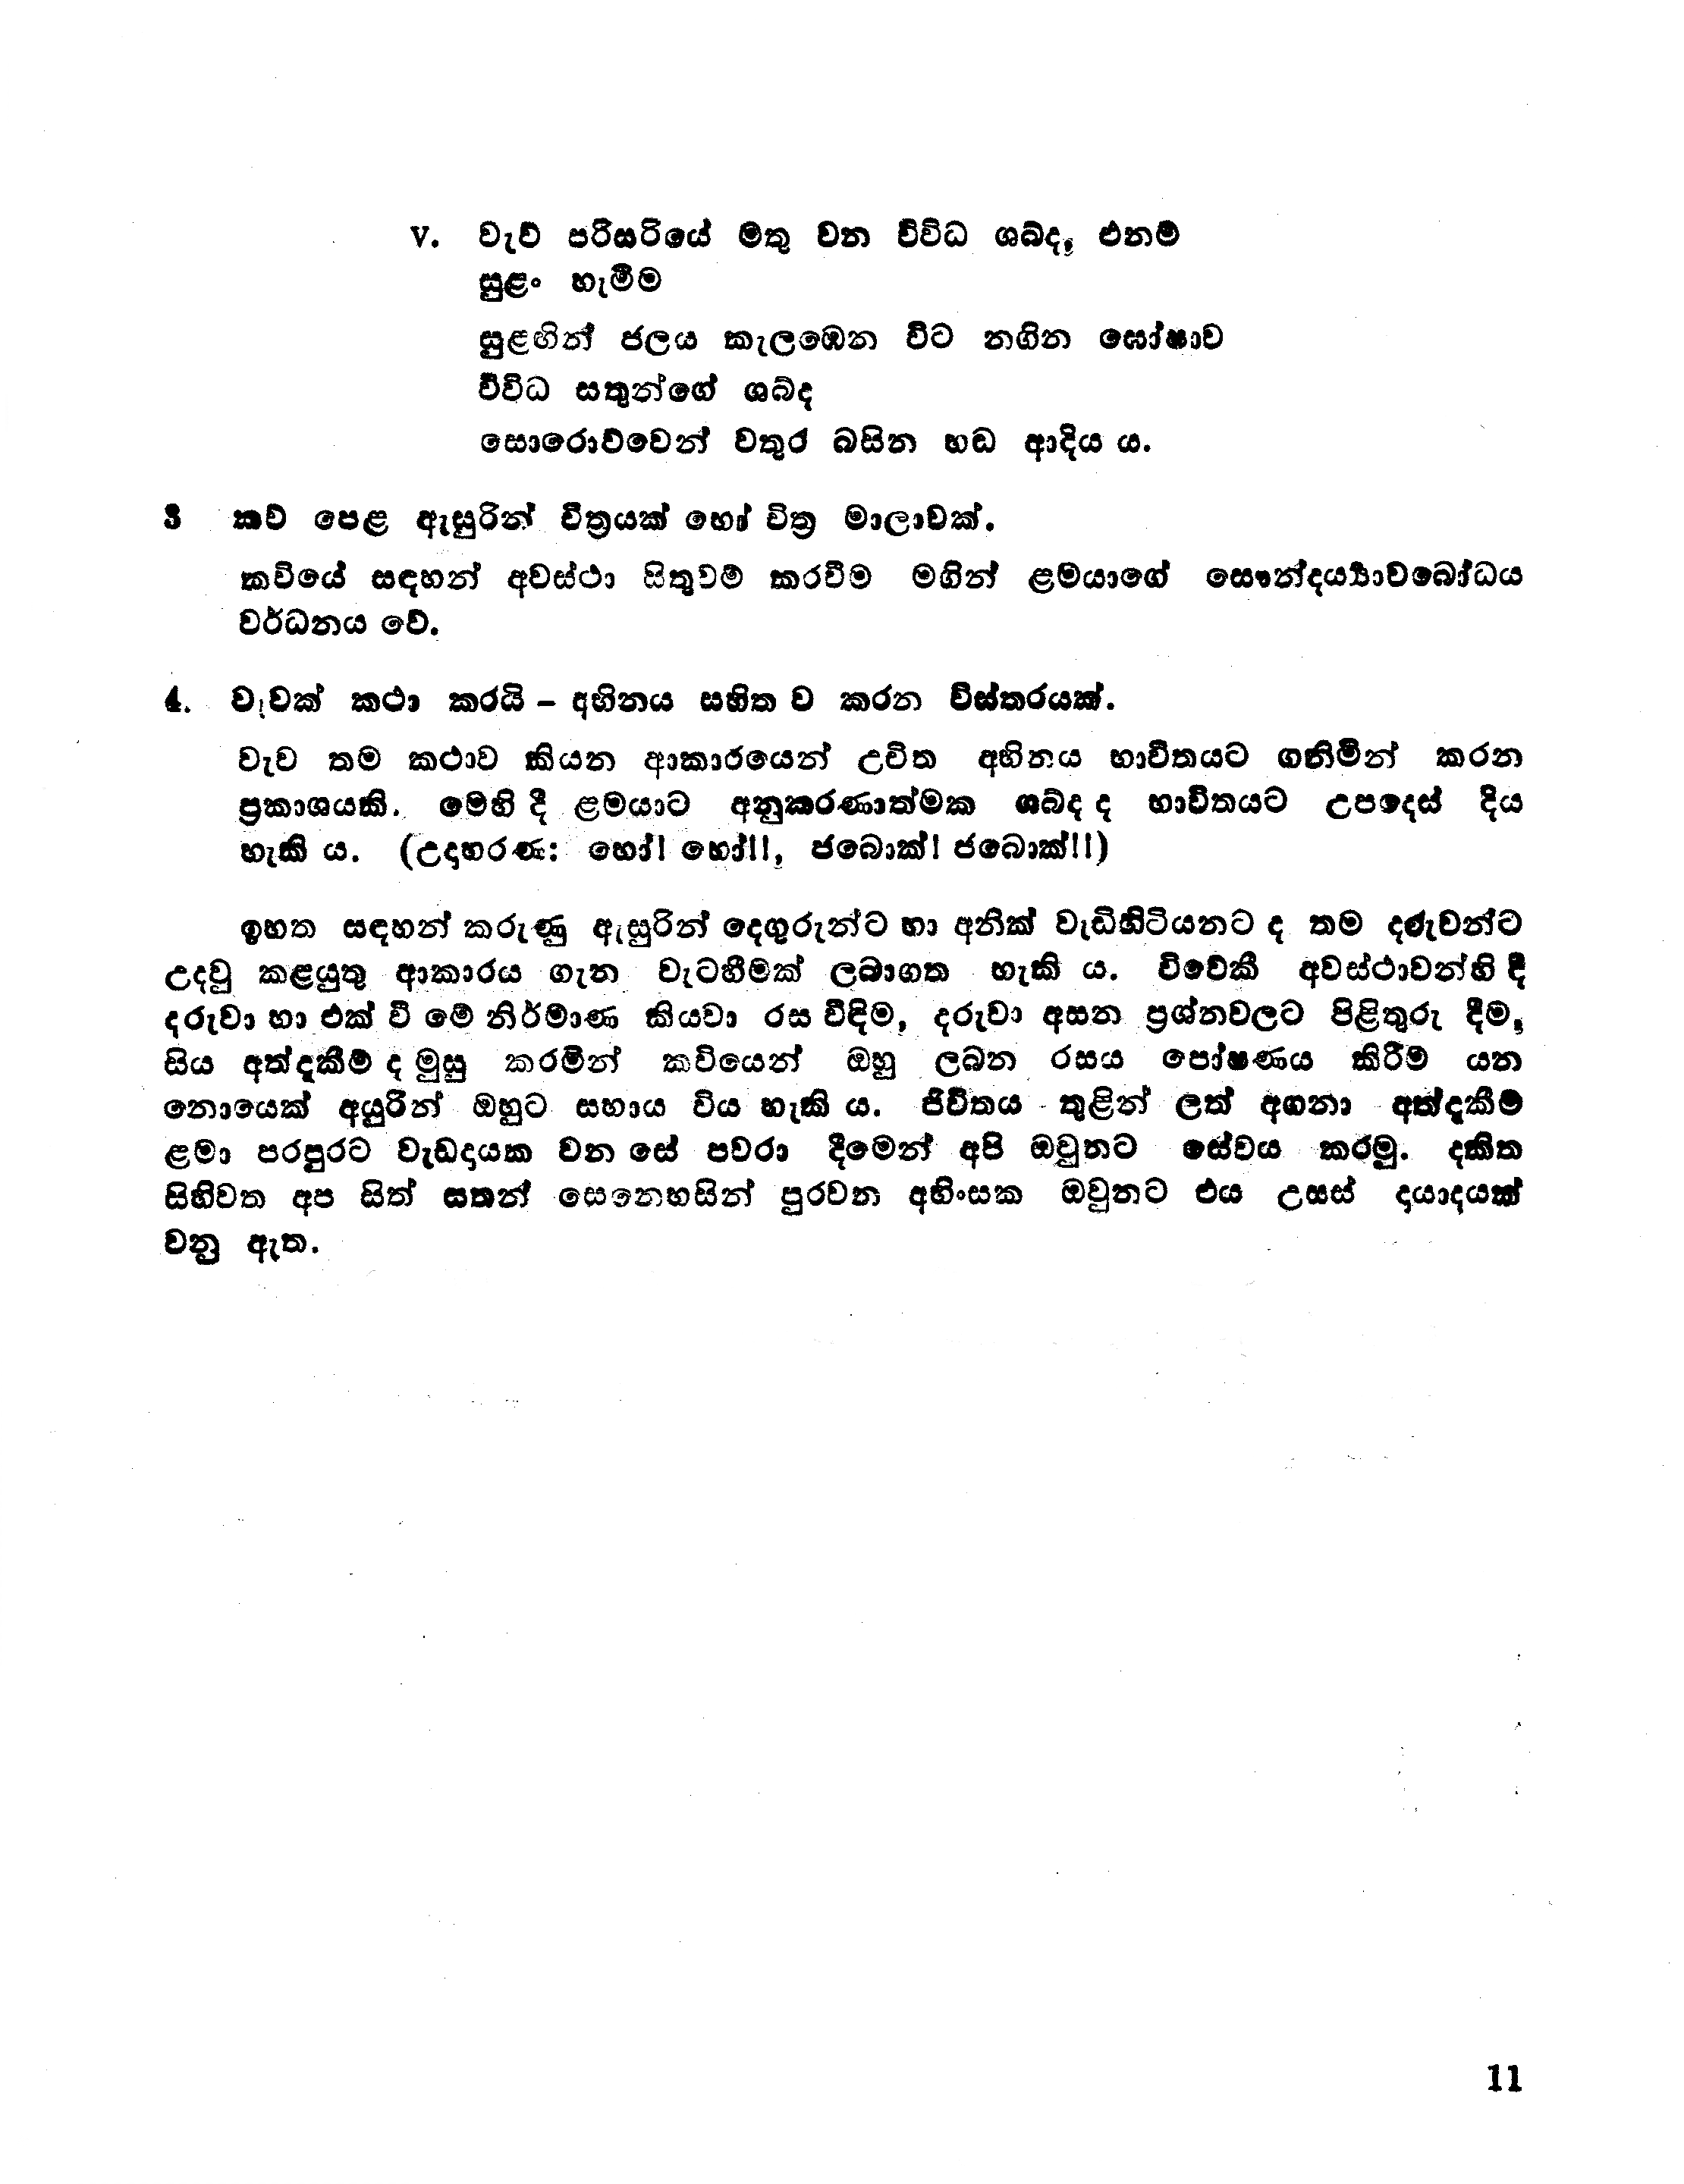 v. වැව් පරිසරයේ මතු වන විවිධ ශබ්ද, එනම්
සුළං හැමීම
සුළඟින් ජලය කැලඹෙන විට නගින ඝෝෂාව
විවිධ සතුන්ගේ ශබ්ද
සොරොව්වෙන් වතුර බසින හඬ ආදිය ය.
3 කව් පෙළ ඇසුරින් චිත්‍රයක් හෝ චිත්‍ර මාලාවක්.
කවියේ සඳහන් අවස්ථා සිතුවම් කරවීම මගින් ළමයාගේ සෞන්දර්‍ය්‍යාවබෝධය
වර්ධනය වේ.
4. වැවක් කථා කරයි – අභිනය සහිත ව කරන විස්තරයක්.
වැව තම කථාව කියන ආකාරයෙන් උචිත අභිනය භාවිතයට ගනිමින් කරන
ප්‍රකාශයකි. මෙහි දී ළමයාට අනුකරණාත්මක ශබ්ද ද භාවිතයට උපදෙස් දිය
හැකි ය. (උදාහරණ: හෝ! හෝ!!, ජබොක්! ජබොක්!!)
ඉහත සඳහන් කරුණු ඇසුරින් දෙගුරුන්ට හා අනික් වැඩිහිටියනට ද තම දරුවන්ට
උදවු කළයුතු ආකාරය ගැන වැටහීමක් ලබාගත හැකි ය. විවේකී අවස්ථාවන්හි දී
දරුවා හා එක් වී මේ නිර්මාණ කියවා රස විඳීම, දරුවා අසන ප්‍රශ්නවලට පිළිතුරු දීම,
සිය අත්දැකීම් ද මුසු කරමින් කවියෙන් ඔහු ලබන රසය පෝෂණය කිරීම යන
නොයෙක් අයුරින් ඔහුට සහාය විය හැකි ය. ජීවිතය තුළින් ලත් අගනා අත්දැකීම්
ළමා පරපුරට වැඩදායක වන සේ පවරා දීමෙන් අපි ඔවුනට සේවය කරමු. දකිත
සිහිවත අප සිත් සතන් සෙනෙහසින් පුරවන අහිංසක ඔවුනට එය උසස් දායාදයක්
වනු ඇත.
11